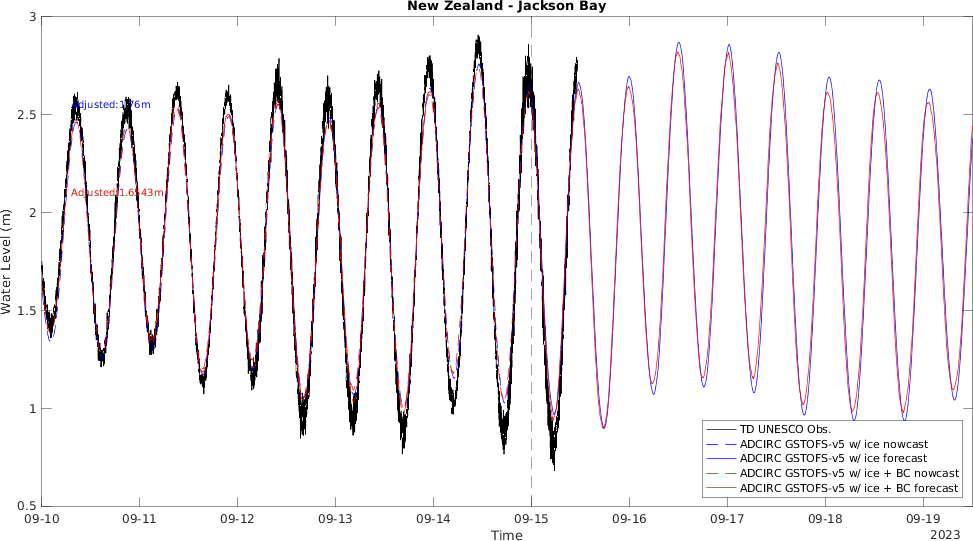 New Zealand - Jackson Bay
3
2.5
2
1.5
1
0.5
Water Level (m)
Adjusted:1.6543m
TD UNESCO Obs.
ADCIRC GSTOFS-v5 w/ ice nowcast
ADCIRC GSTOFS-v5 w/ ice forecast
ADCIRC GSTOFS-v5 w/ ice + BC nowcast
ADCIRC GSTOFS-v5 w/ ice + BC forecast
09-10 09-11 09-12 09-13 09-14 09-15 09-16 09-17 09-18 09-19
Time
2023